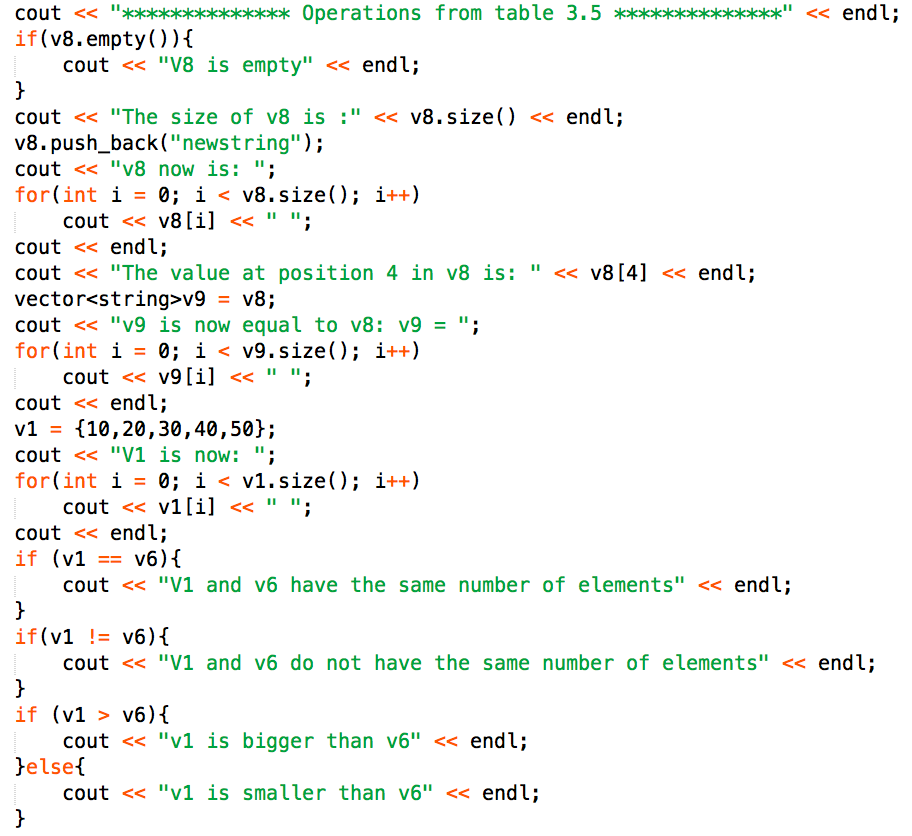 cout << "************** Operations from table 3.5 **************" << endl;
if(v8.empty()){
    cout << "V8 is empty" << endl;
}
cout << "The size of v8 is :" << v8.size() << endl;
v8.push_back("newstring");
cout << "v8 now is: ";
for(int i = 0; i < v8.size(); i++)
    cout << v8[i] << " ";
cout << endl;
cout << "The value at position 4 in v8 is: " << v8[4] << endl;
vector<string>v9 = v8;
cout << "v9 is now equal to v8: v9 = ";
for(int i = 0; i < v9.size(); i++)
    cout << v9[i] << " ";
cout << endl;
v1 = {10,20,30,40,50};
cout << "V1 is now: ";
for(int i = 0; i < v1.size(); i++)
    cout << v1[i] << " ";
cout << endl;
if (v1 == v6){
    cout << "V1 and v6 have the same number of elements" << endl;
}
if(v1 != v6){
    cout << "V1 and v6 do not have the same number of elements" << endl;
}
if (v1 > v6){
    cout << "v1 is bigger than v6" << endl;
}else{
    cout << "v1 is smaller than v6" << endl;
}